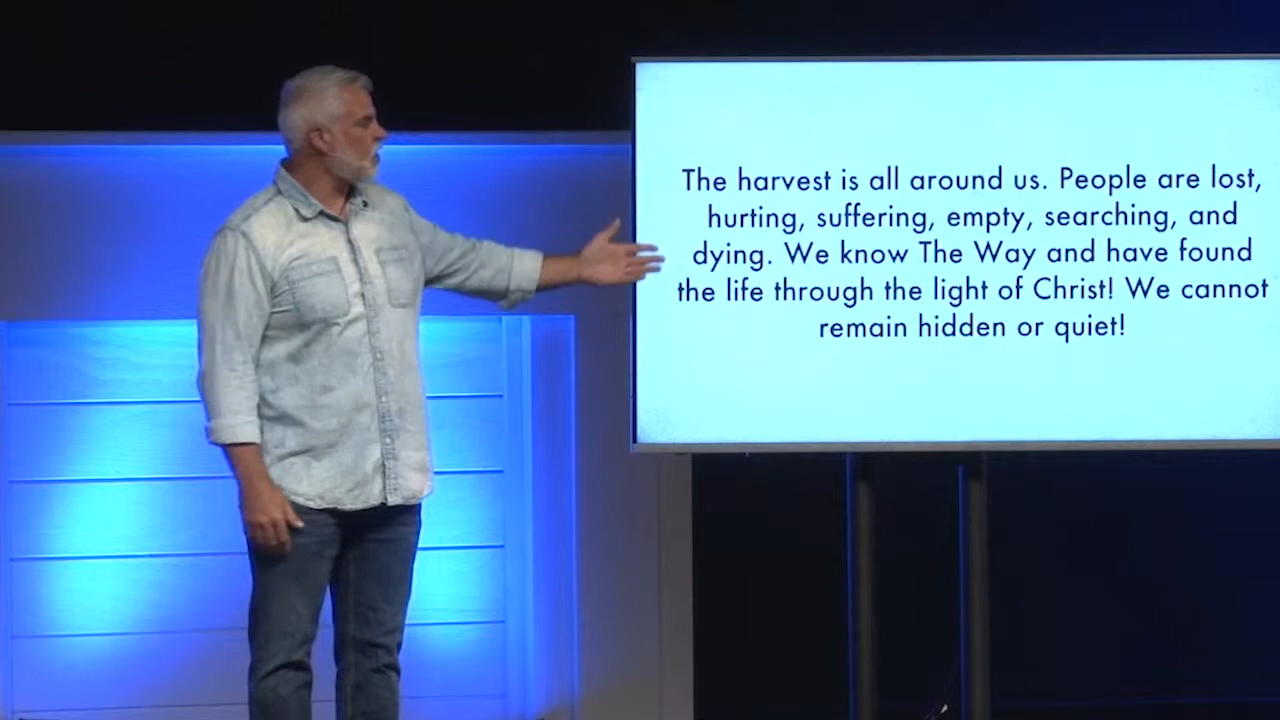 The harvest is all around us. People are lost,
hurting, suffering, empty, searching, and
dying. We know The Way and have found
the life through the light of Christ! We cannot
remain hidden or quiet!